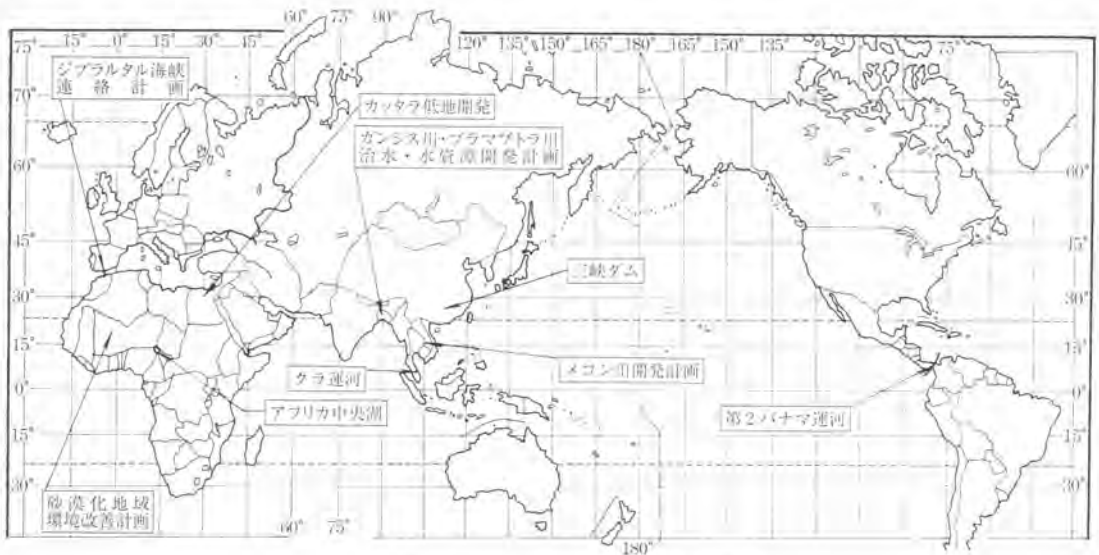 60° 75° 90°
75° 15° 0° 15° 30° 45° 120° 135° 150° 165° 180° 165° 150° 135° 75°
ジブラルタル海峡
連絡計画
70°
カッタラ低地開発
ガンジス川・ブラマプトラ川
治水・水資源開発計画
60° 60°
45° 45°
三峡ダム
30° 30°
15° 15°
クラ運河
メコン川開発計画
0° 0°
アフリカ中央湖
第2パナマ運河
15° 15°
30° 30°
砂漠化地域
環境改善計画
60° 75°
180°